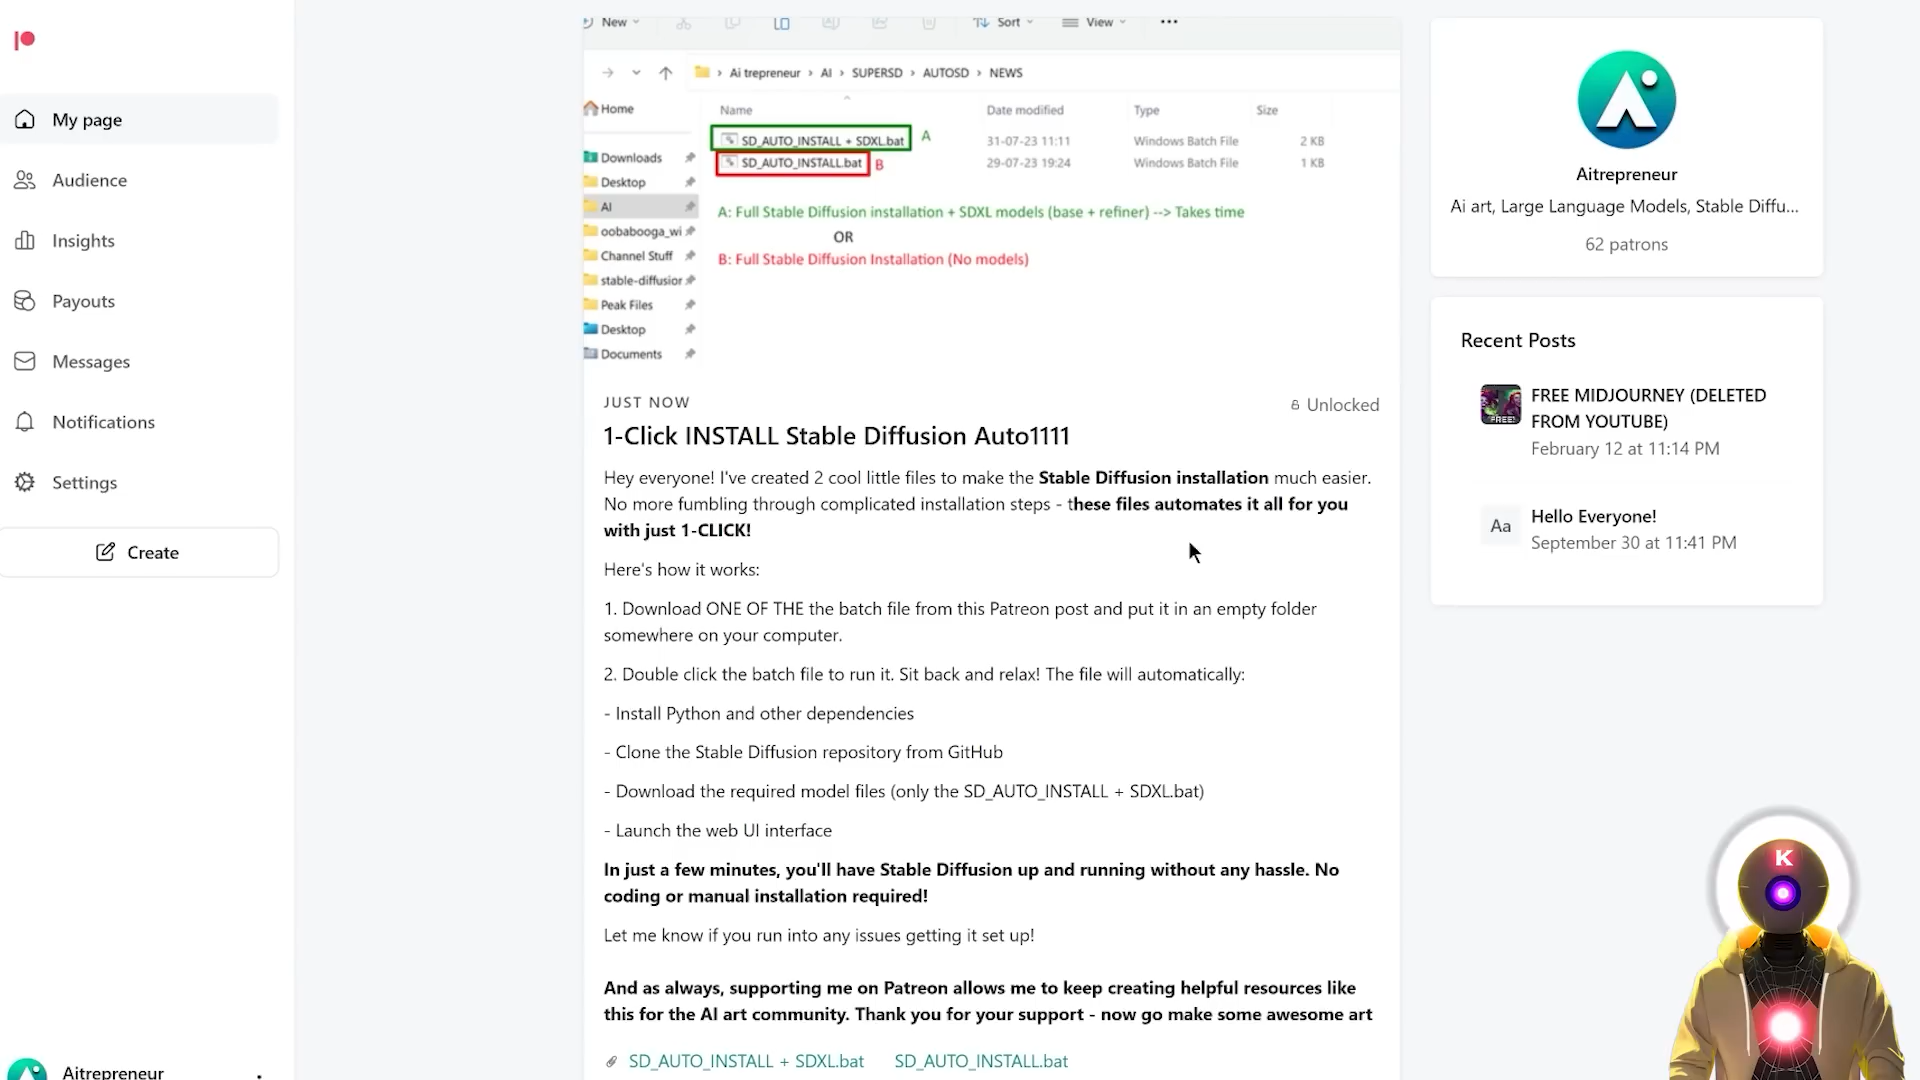 New
Sort
View
Ai trepreneur > AI > SUPERSD > AUTOSD > NEWS
Name
Date modified
Type
Size
Home
SD_AUTO_INSTALL + SDXL.bat
A
31-07-23 11:11
Windows Batch File
2 KB
SD_AUTO_INSTALL.bat
B
29-07-23 19:24
Windows Batch File
1 KB
Downloads
Desktop
AI
oobabooga_wi
Channel Stuff
stable-diffusior
Peak Files
Desktop
Documents
A: Full Stable Diffusion installation + SDXL models (base + refiner) --> Takes time
OR
B: Full Stable Diffusion Installation (No models)
My page
Audience
Insights
Payouts
Messages
Notifications
Settings
Create
Aitrepreneur
JUST NOW
Unlocked
1-Click INSTALL Stable Diffusion Auto1111
Hey everyone! I've created 2 cool little files to make the Stable Diffusion installation much easier.
No more fumbling through complicated installation steps - these files automates it all for you
with just 1-CLICK!
Here's how it works:
1. Download ONE OF THE the batch file from this Patreon post and put it in an empty folder
somewhere on your computer.
2. Double click the batch file to run it. Sit back and relax! The file will automatically:
- Install Python and other dependencies
- Clone the Stable Diffusion repository from GitHub
- Download the required model files (only the SD_AUTO_INSTALL + SDXL.bat)
- Launch the web UI interface
In just a few minutes, you'll have Stable Diffusion up and running without any hassle. No
coding or manual installation required!
Let me know if you run into any issues getting it set up!
And as always, supporting me on Patreon allows me to keep creating helpful resources like
this for the AI art community. Thank you for your support - now go make some awesome art
SD_AUTO_INSTALL + SDXL.bat
SD_AUTO_INSTALL.bat
Aitrepreneur
Ai art, Large Language Models, Stable Diffu...
62 patrons
Recent Posts
FREE!
FREE MIDJOURNEY (DELETED
FROM YOUTUBE)
February 12 at 11:14 PM
Aa
Hello Everyone!
September 30 at 11:41 PM
K